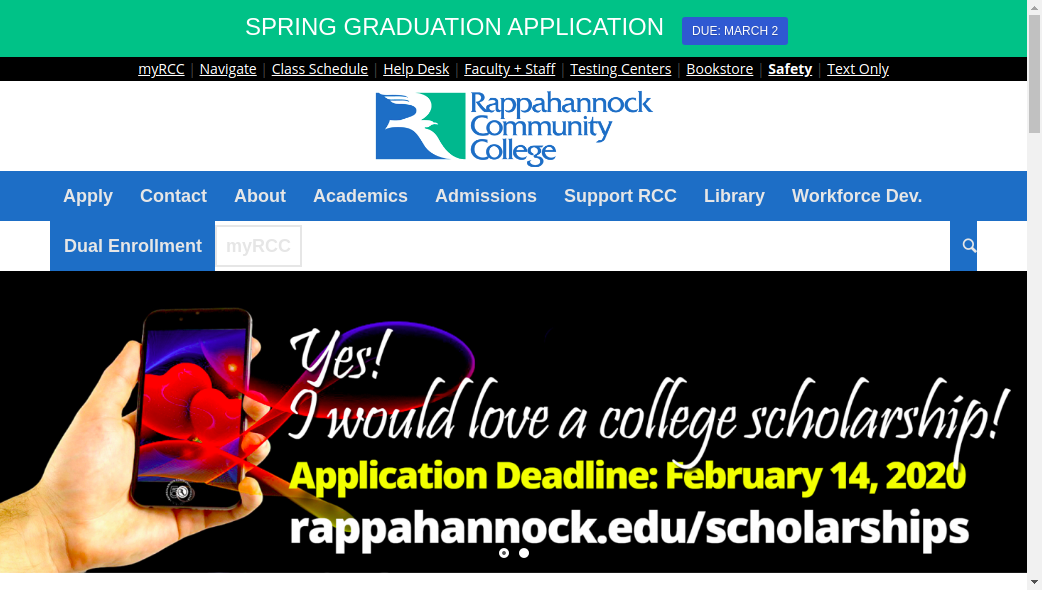 SPRING GRADUATION APPLICATION DUE: MARCH 2
myRCC | Navigate | Class Schedule | Help Desk | Faculty + Staff | Testing Centers | Bookstore | Safety | Text Only
Rappahannock
Community
College
Apply Contact About Academics Admissions Support RCC Library Workforce Dev.
Dual Enrollment myRCC
Yes!
I would love a college scholarship!
Application Deadline: February 14, 2020
rappahannock.edu/scholarships